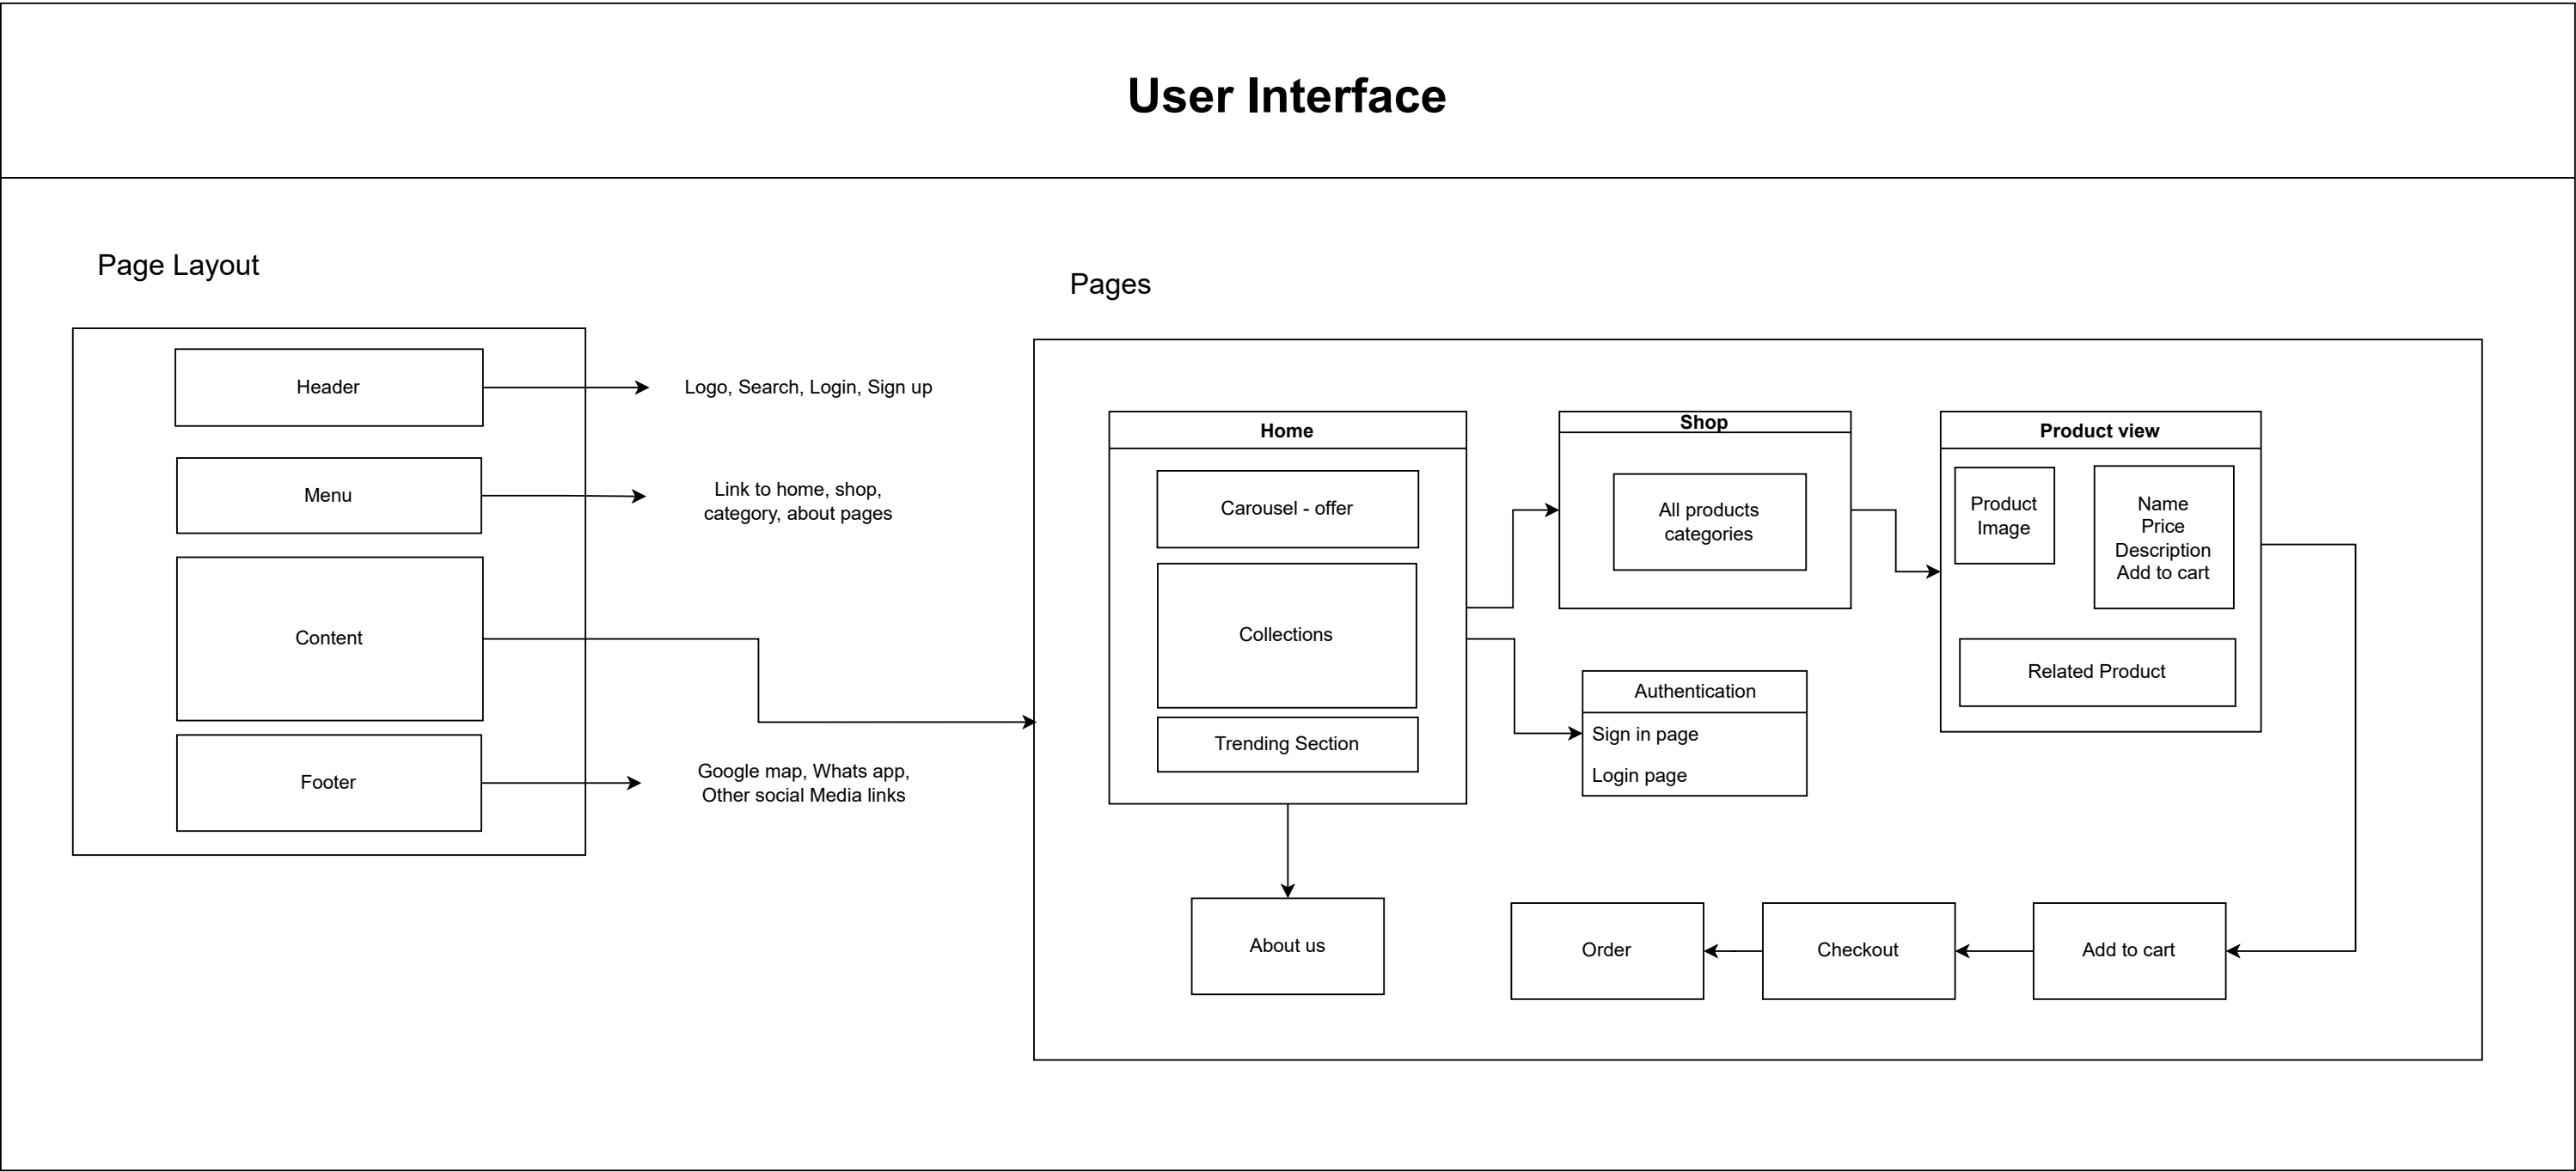 User Interface
Page Layout
Header
Logo, Search, Login, Sign up
Menu
Link to home, shop,
category, about pages
Content
Footer
Google map, Whats app,
Other social Media links
Pages
Home
Carousel - offer
Collections
Trending Section
Shop
All products
categories
Product view
Product
Image
Name
Price
Description
Add to cart
Related Product
Authentication
Sign in page
Login page
About us
Order
Checkout
Add to cart